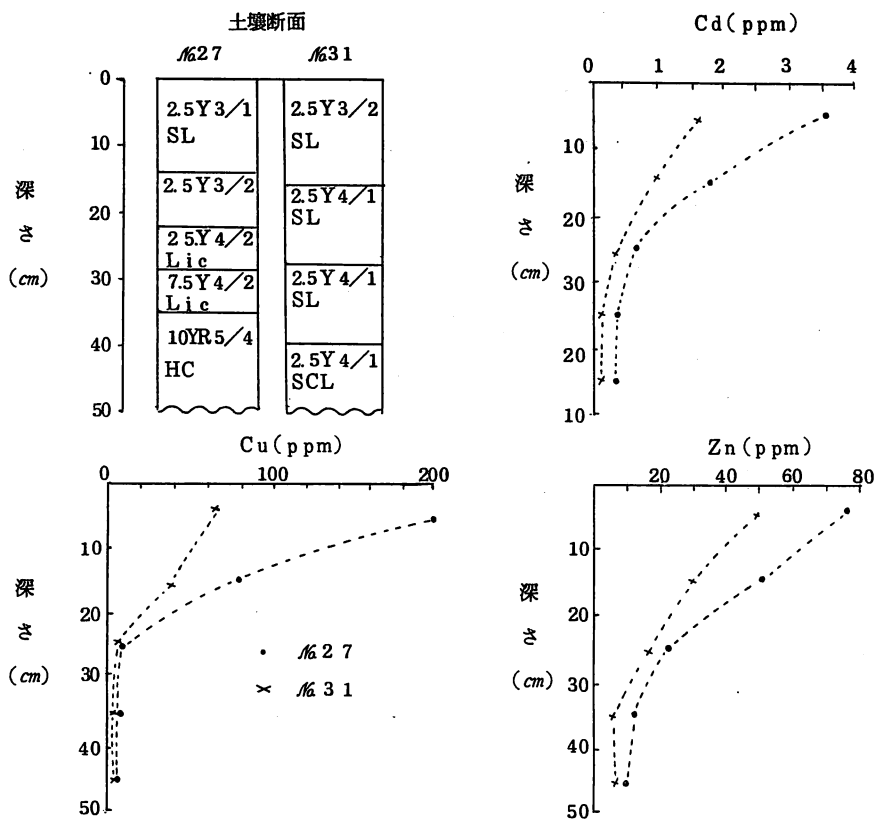 土壌断面
№27
№31
0
10
20
30
40
50
深
さ
(cm)
2.5Y3/1
SL
2.5Y3/2
2.5Y4/2
Lic
7.5Y4/2
Lic
10YR5/4
HC
2.5Y3/2
SL
2.5Y4/1
SL
2.5Y4/1
SL
2.5Y4/1
SCL
Cd(ppm)
0 1 2 3 4
10
20
30
20
10
深
さ
(cm)
Cu(ppm)
0 100 200
10
20
30
40
50
深
さ
(cm)
№27
№31
Zn(ppm)
20 40 60 80
10
20
30
40
50
深
さ
(cm)